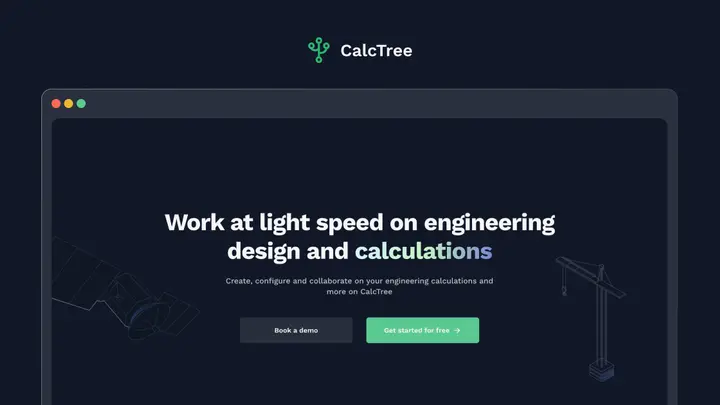 CalcTree
Work at light speed on engineering
design and calculations
Create, configure and collaborate on your engineering calculations and
more on CalcTree
Book a demo
Get started for free →